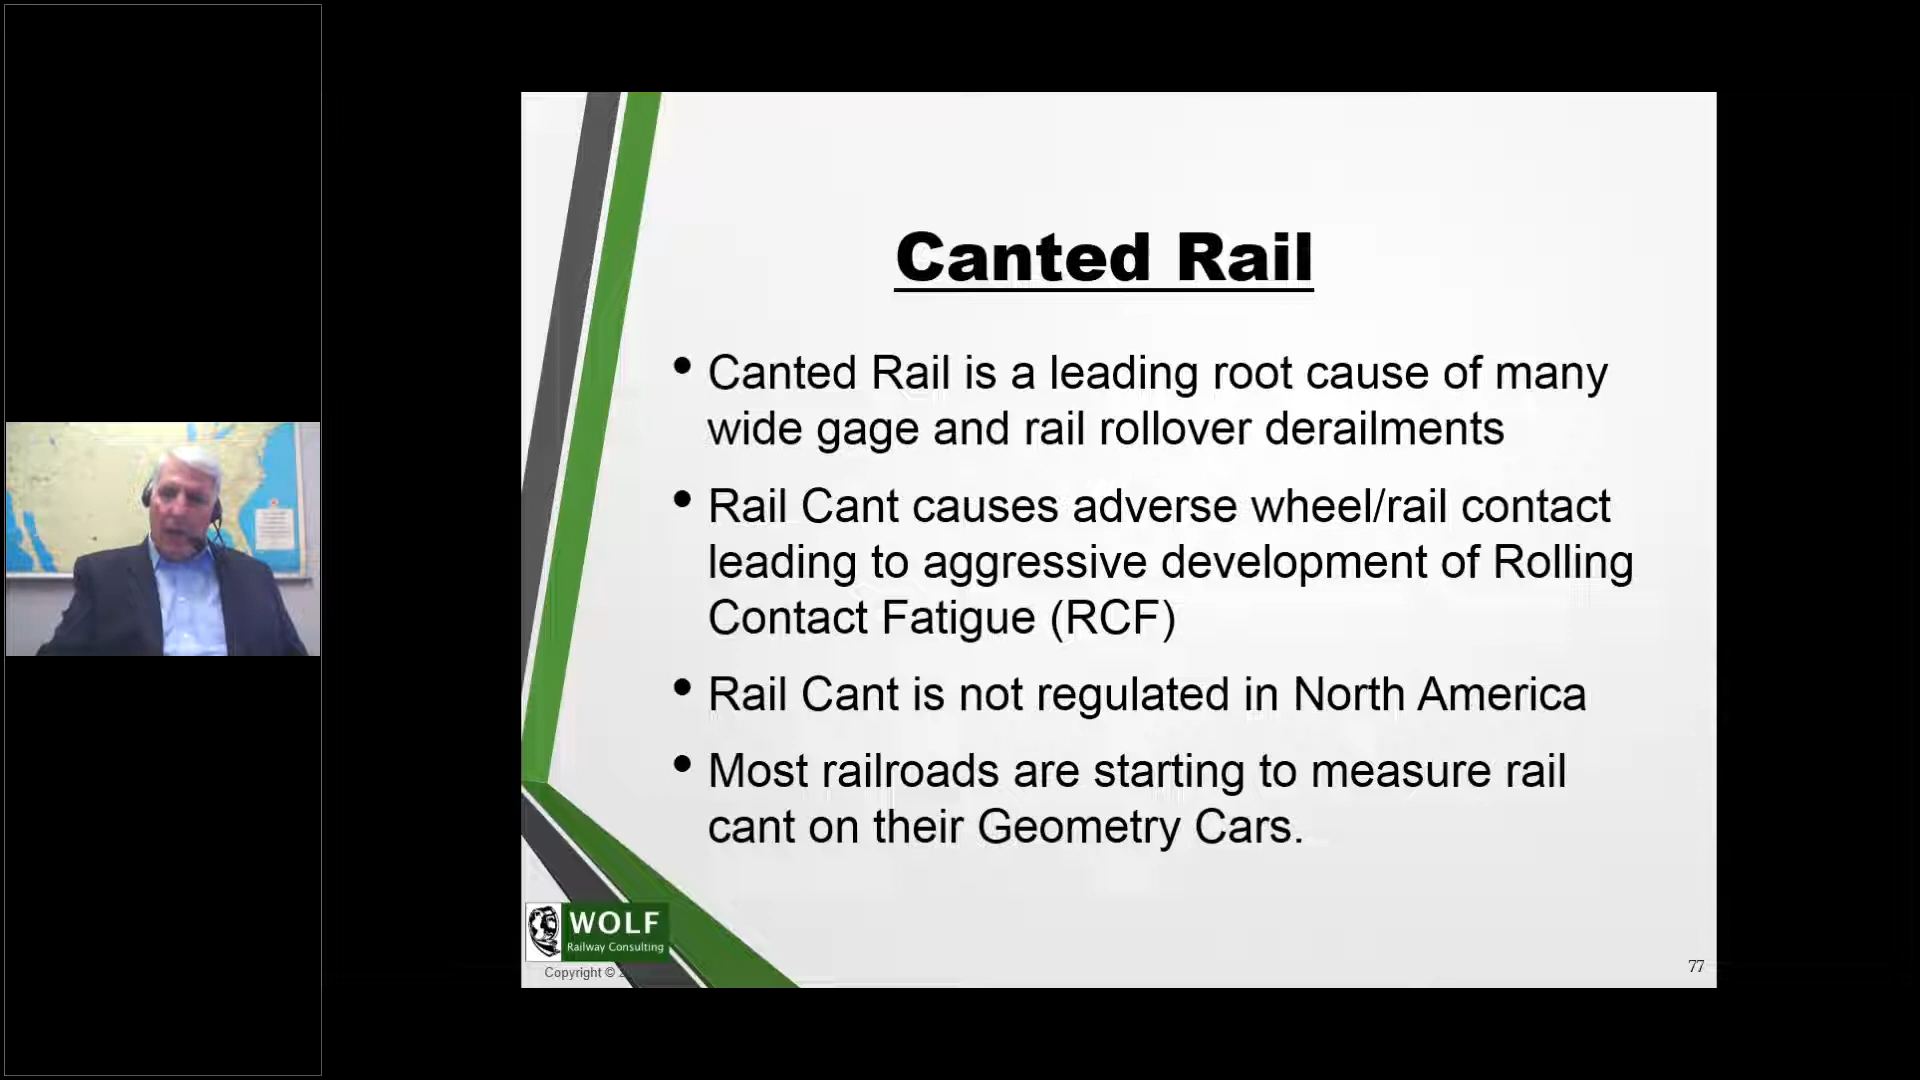 Canted Rail
• Canted Rail is a leading root cause of many
wide gage and rail rollover derailments
• Rail Cant causes adverse wheel/rail contact
leading to aggressive development of Rolling
Contact Fatigue (RCF)
• Rail Cant is not regulated in North America
• Most railroads are starting to measure rail
cant on their Geometry Cars.
WOLF
Railway Consulting
Copyright ©
77